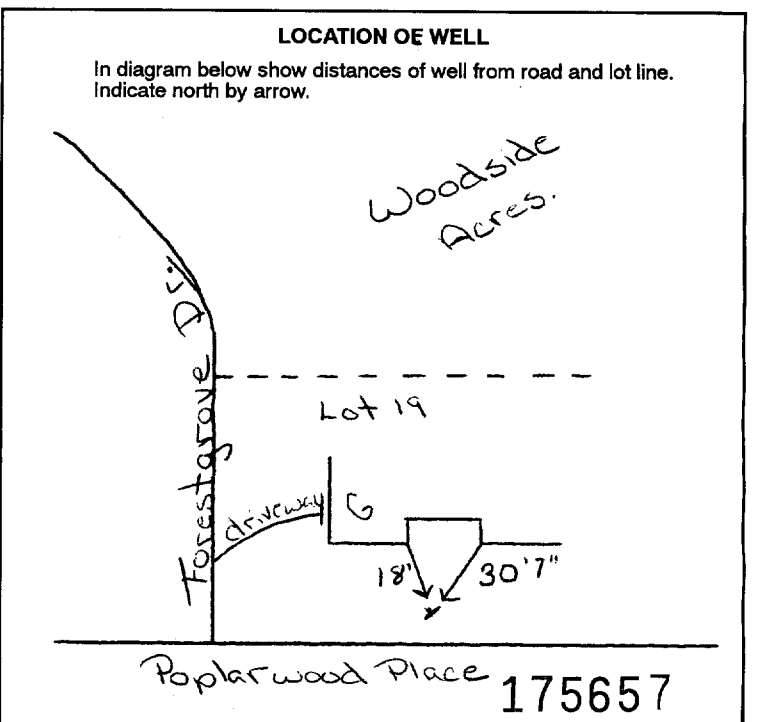 LOCATION OF WELL
In diagram below show distances of well from road and lot line.
Indicate north by arrow.
Woodside
Acres.
Forestgrove Dr.
Lot 19
driveway
G
18'
30'7"
Poplarwood Place
175657